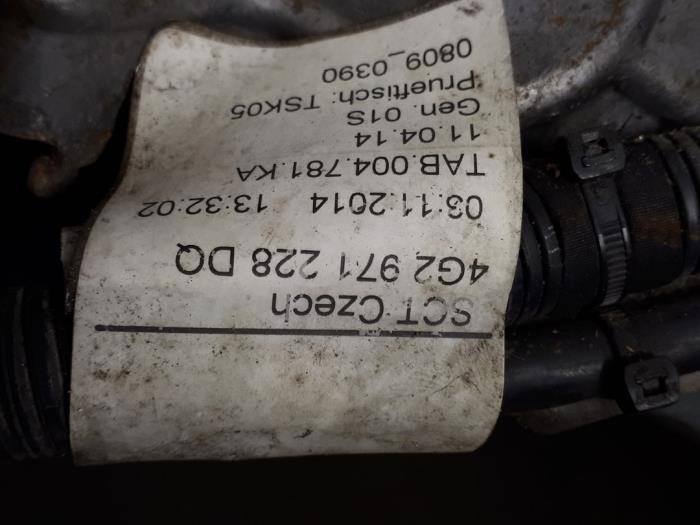 SCT Czech
4G2 971 228 DQ
03.11.2014 13:32:02
TAB.004.781.KA
11.04.14
Gen. 01S
Prueftisch: TSK05
0809_0390